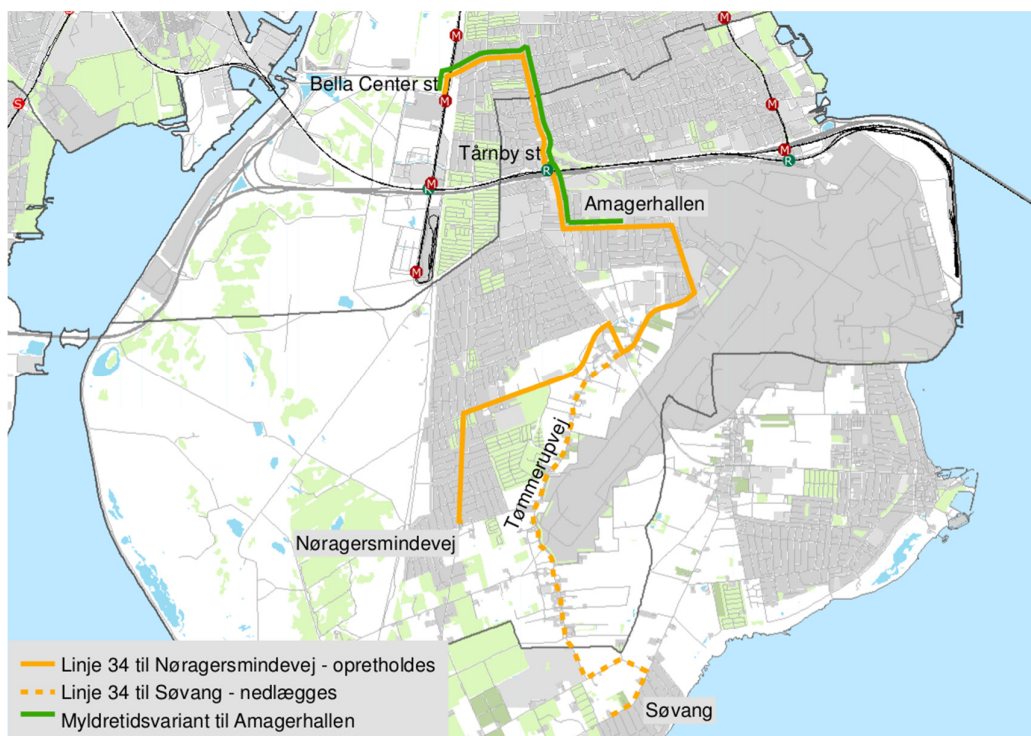 M
M
Bella Center st
M
S
M
Tårnby st
M
R
R
M
R
Amagerhallen
M
Tømmerupvej
Nøragersmindevej
Linje 34 til Nøragersmindevej - opretholdes
Linje 34 til Søvang - nedlægges
Søvang
Myldretidsvariant til Amagerhallen